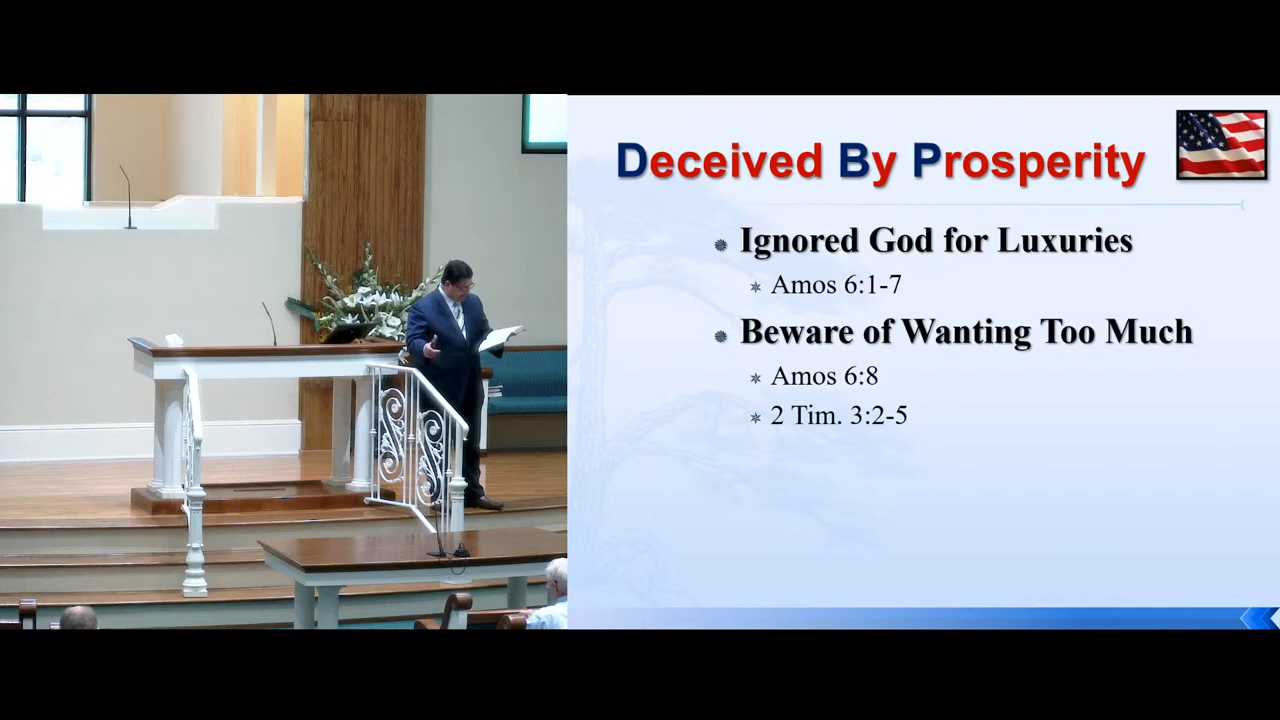 Deceived By Prosperity
Ignored God for Luxuries
Amos 6:1-7
Beware of Wanting Too Much
Amos 6:8
2 Tim. 3:2-5